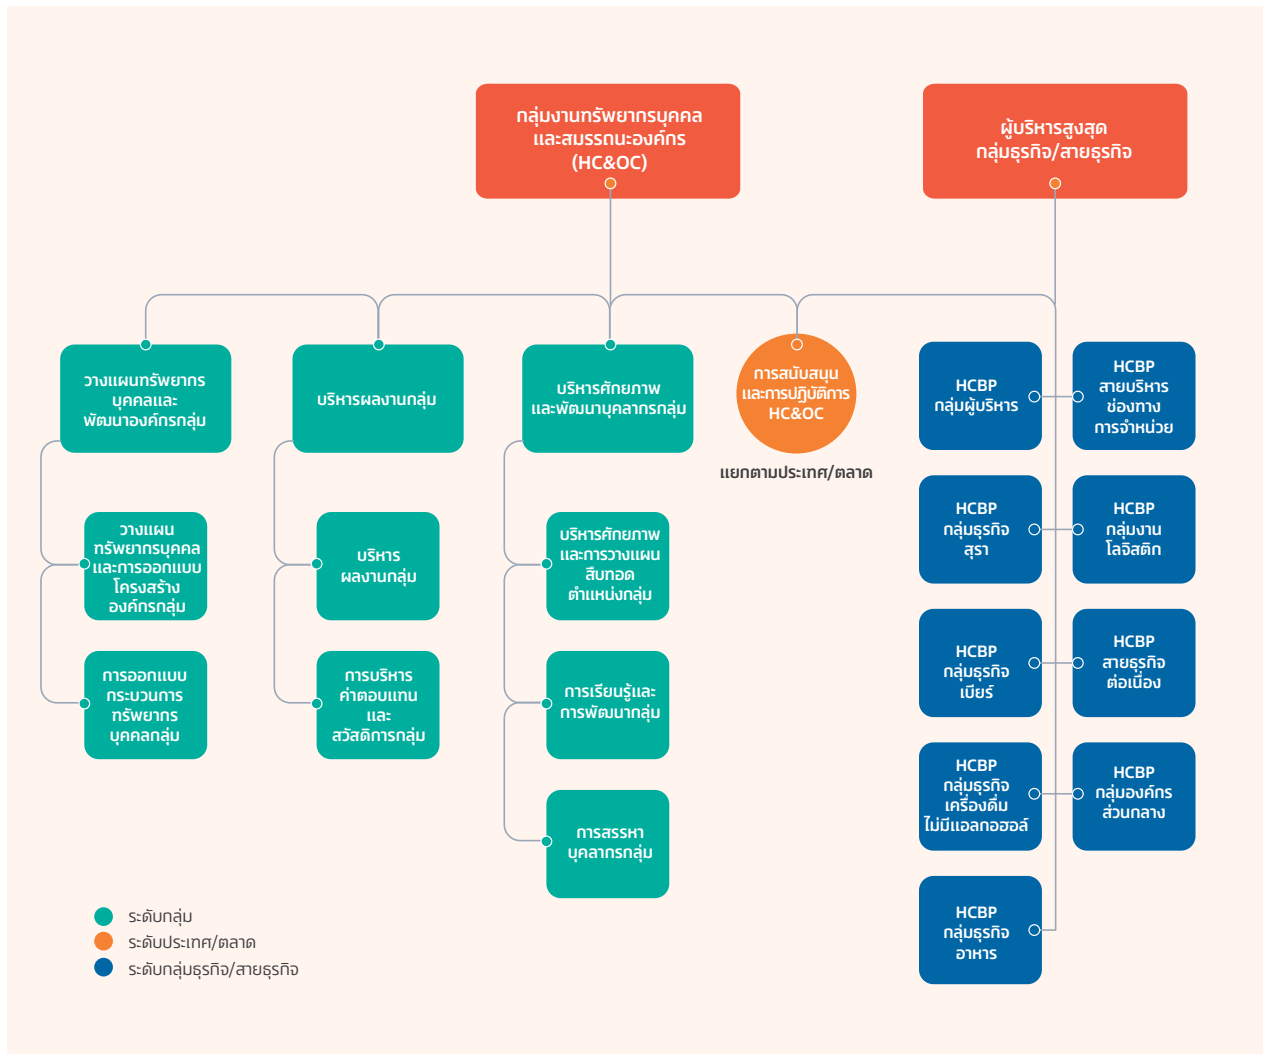 กลุ่มงานทรัพยากรบุคคล
และสมรรถนะองค์กร
(HC&OC)
ผู้บริหารสูงสุด
กลุ่มธุรกิจ/สายธุรกิจ
วางแผนทรัพยากร
บุคคลและ
พัฒนาองค์กรกลุ่ม
บริหารผลงานกลุ่ม
บริหารศักยภาพ
และพัฒนาบุคลากรกลุ่ม
การสนับสนุน
และการปฏิบัติการ
HC&OC
แยกตามประเทศ/ตลาด
วางแผน
ทรัพยากรบุคคล
และการออกแบบ
โครงสร้าง
องค์กรกลุ่ม
การออกแบบ
กระบวนการ
ทรัพยากร
บุคคลกลุ่ม
บริหาร
ผลงานกลุ่ม
การบริหาร
ค่าตอบแทน
และ
สวัสดิการกลุ่ม
บริหารศักยภาพ
และการวางแผน
สืบทอด
ตำแหน่งกลุ่ม
การเรียนรู้และ
การพัฒนากลุ่ม
การสรรหา
บุคลากรกลุ่ม
HCBP
กลุ่มผู้บริหาร
HCBP
สายบริหาร
ช่องทาง
การจำหน่วย
HCBP
กลุ่มธุรกิจ
สุรา
HCBP
กลุ่มงาน
โลจิสติก
HCBP
กลุ่มธุรกิจ
เบียร์
HCBP
สายธุรกิจ
ต่อเนื่อง
HCBP
กลุ่มธุรกิจ
เครื่องดื่ม
ไม่มีแอลกอฮอล์
HCBP
กลุ่มองค์กร
ส่วนกลาง
HCBP
กลุ่มธุรกิจ
อาหาร
ระดับกลุ่ม
ระดับประเทศ/ตลาด
ระดับกลุ่มธุรกิจ/สายธุรกิจ